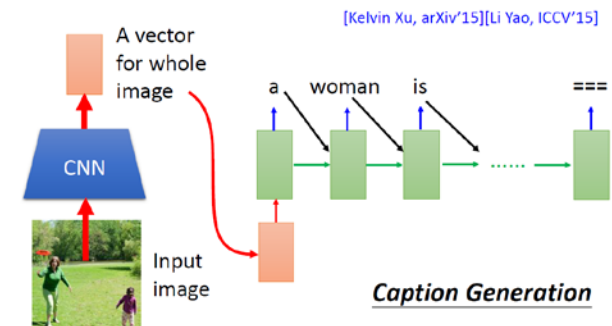 [Kelvin Xu, arXiv'15][Li Yao, ICCV'15]
A vector
for whole
image
a woman is ===
CNN
......
Input
image
Caption Generation